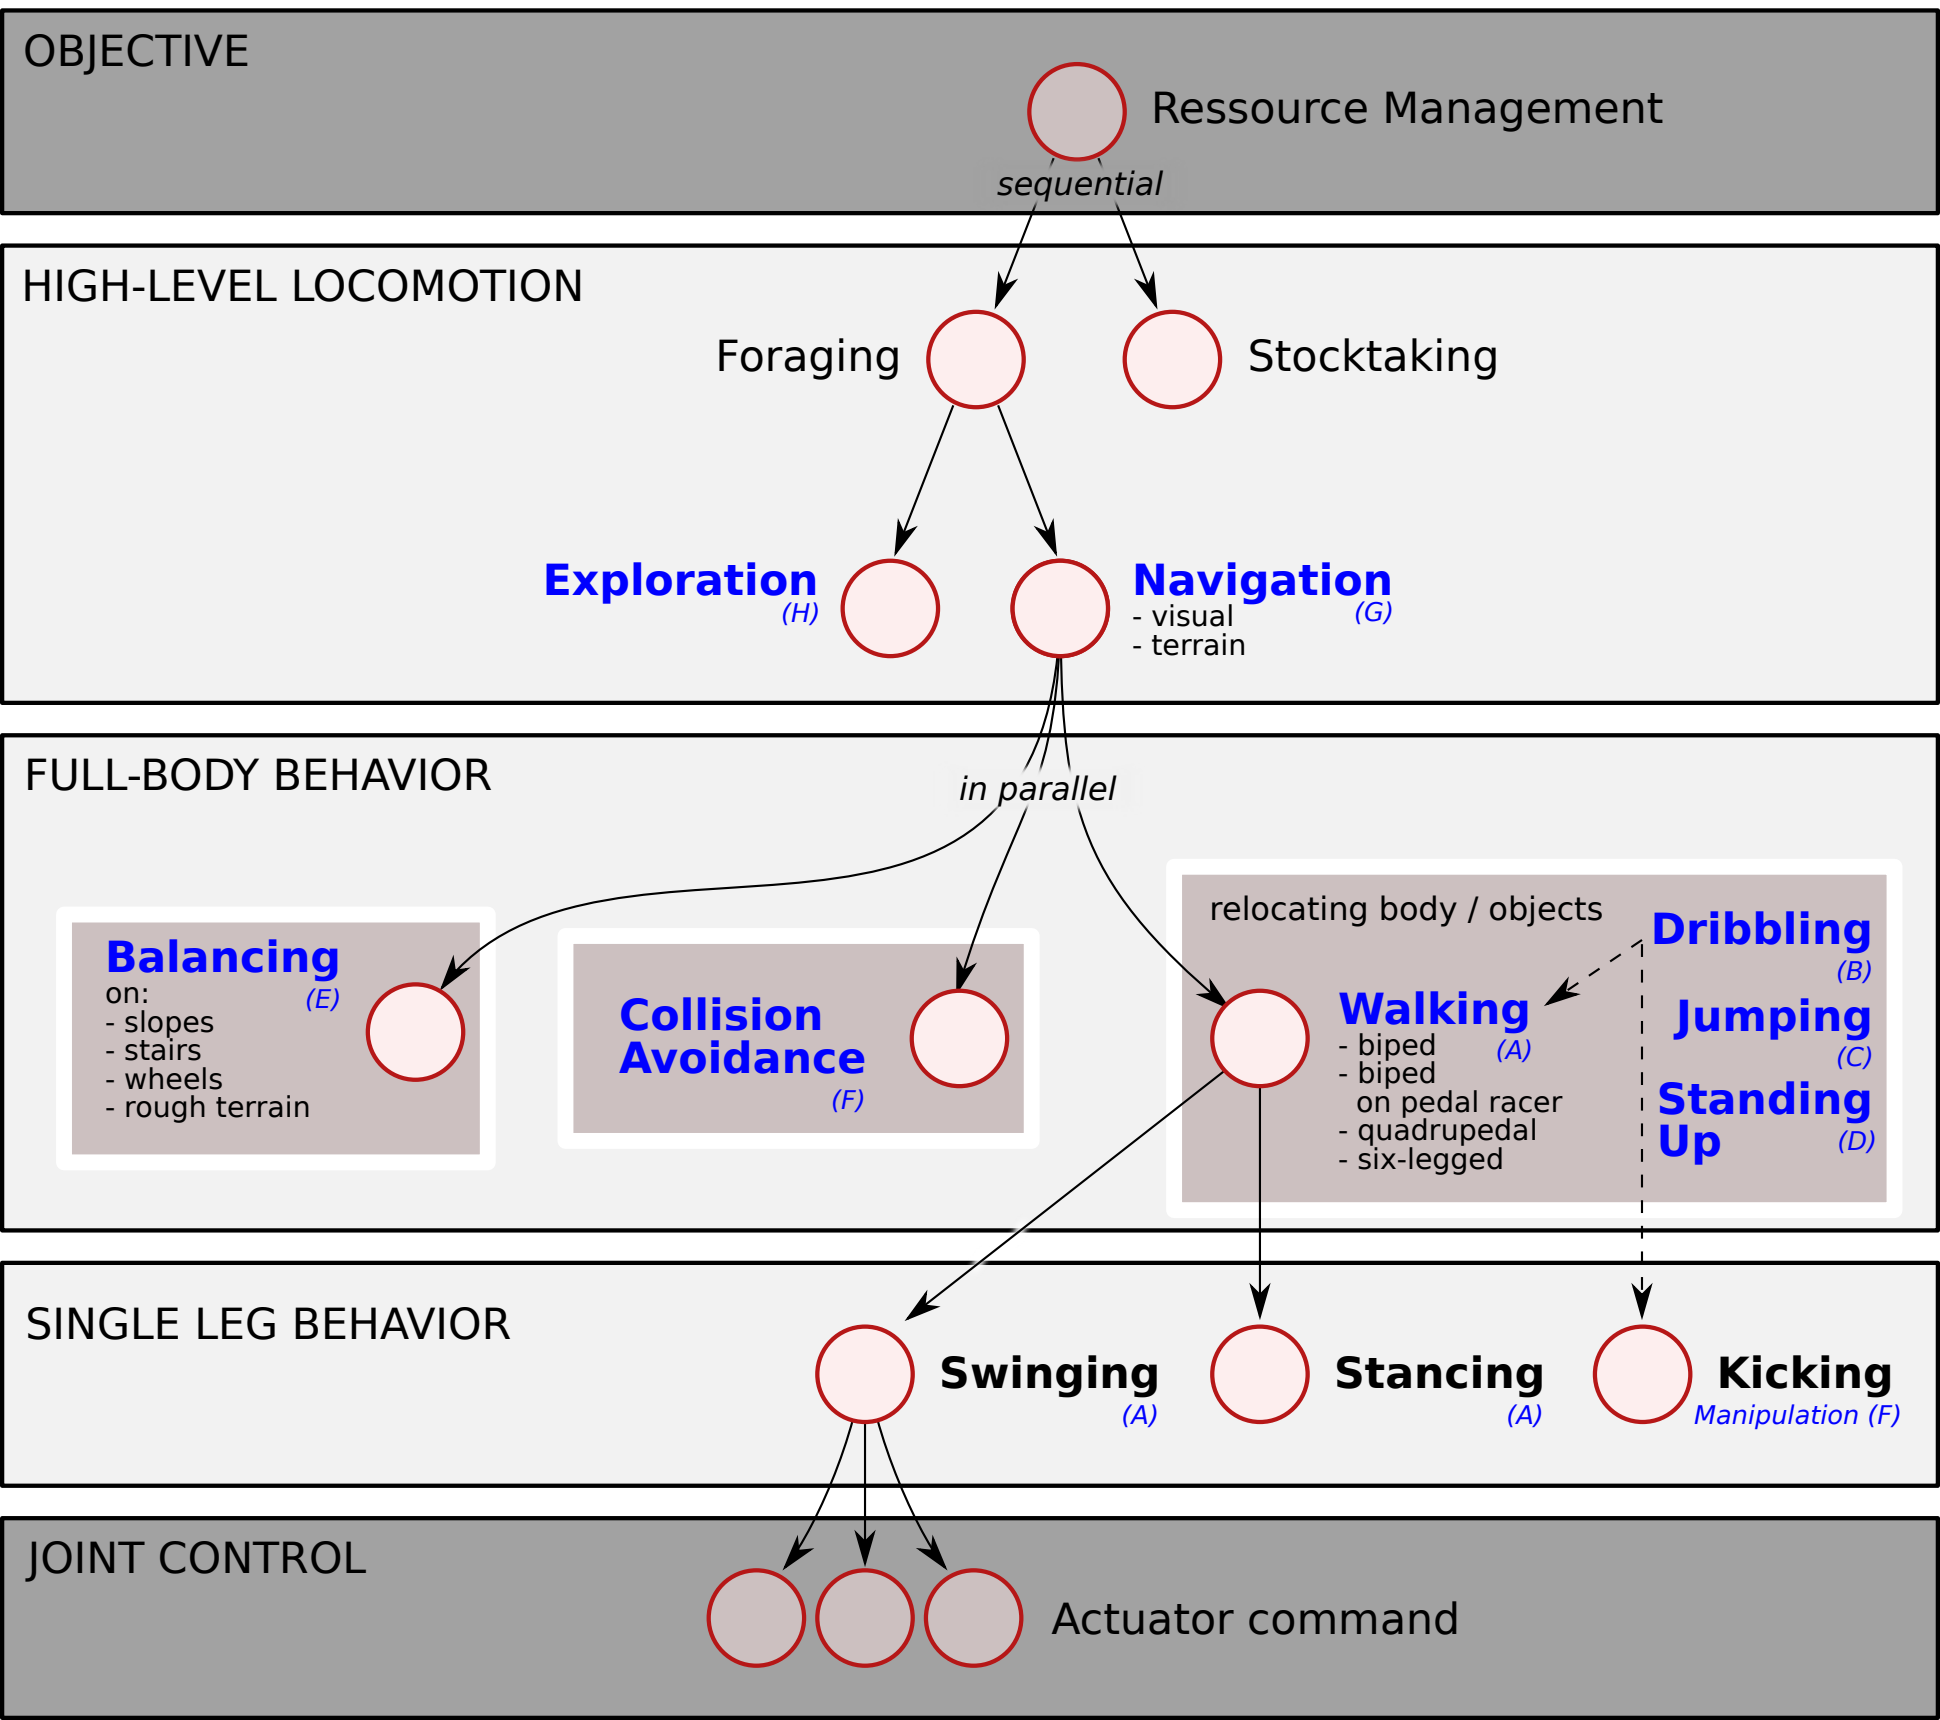 OBJECTIVE
Ressource Management
sequential
HIGH-LEVEL LOCOMOTION
Foraging
Stocktaking
Exploration
(H)
Navigation
(G)
- visual
- terrain
FULL-BODY BEHAVIOR
in parallel
Balancing
(E)
on:
- slopes
- stairs
- wheels
- rough terrain
Collision
Avoidance
(F)
relocating body / objects
Walking
(A)
- biped
- biped
on pedal racer
- quadrupedal
- six-legged
Dribbling
(B)
Jumping
(C)
Standing
Up
(D)
SINGLE LEG BEHAVIOR
Swinging
(A)
Stancing
(A)
Kicking
Manipulation (F)
JOINT CONTROL
Actuator command